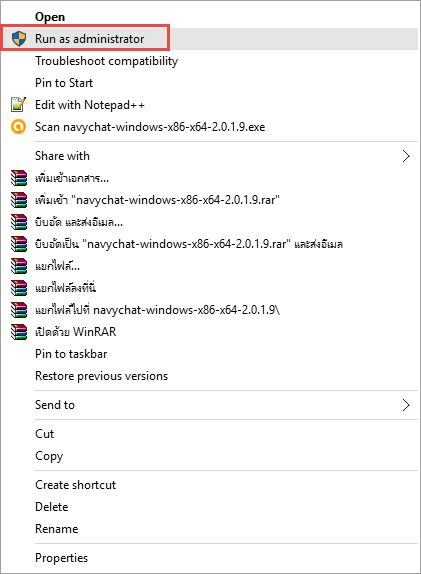 Open
Run as administrator
Troubleshoot compatibility
Pin to Start
Edit with Notepad++
Scan navychat-windows-x86-x64-2.0.1.9.exe
Share with
เพิ่มเข้าเอกสาร...
เพิ่มเข้า "navychat-windows-x86-x64-2.0.1.9.rar"
บีบอัด และส่งอีเมล...
บีบอัดเป็น "navychat-windows-x86-x64-2.0.1.9.rar" และส่งอีเมล
แยกไฟล์...
แยกไฟล์ลงที่นี่
แยกไฟล์ไปที่ navychat-windows-x86-x64-2.0.1.9\
เปิดด้วย WinRAR
Pin to taskbar
Restore previous versions
Send to
Cut
Copy
Create shortcut
Delete
Rename
Properties